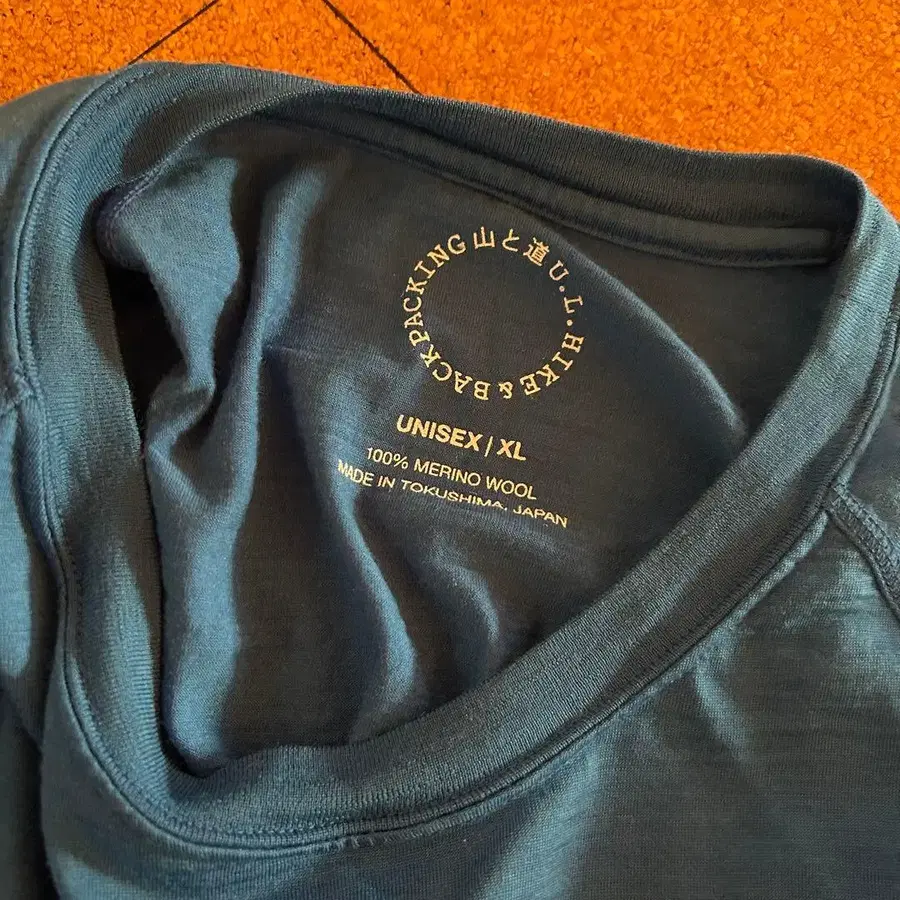 山と道 U.L. HIKE & BACKPACKING
UNISEX | XL
100% MERINO WOOL
MADE IN TOKUSHIMA, JAPAN